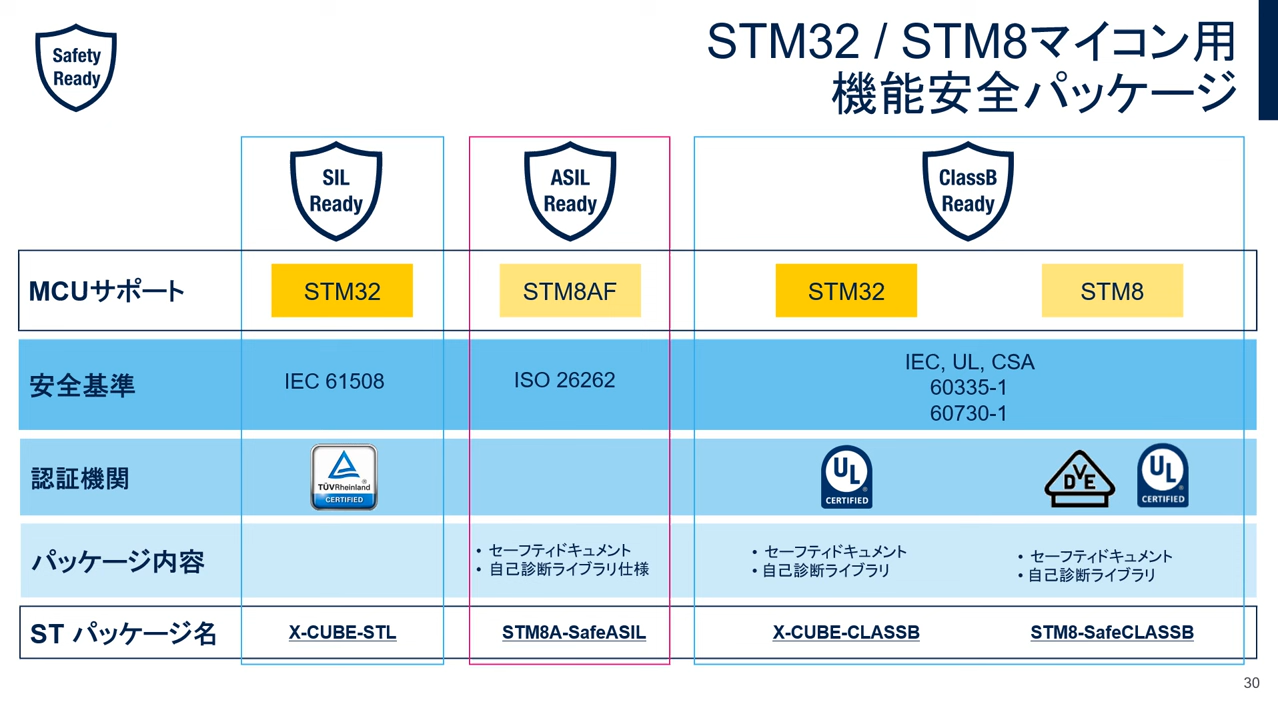 Safety
Ready
STM32 / STM8マイコン用
機能安全パッケージ
SIL
Ready
ASIL
Ready
ClassB
Ready
MCUサポート
STM32
STM8AF
STM32
STM8
安全基準
IEC 61508
ISO 26262
IEC, UL, CSA
60335-1
60730-1
認証機関
TÜVRheinland
CERTIFIED
UL
CERTIFIED
VDE
UL
CERTIFIED
パッケージ内容
• セーフティドキュメント
• 自己診断ライブラリ仕様
• セーフティドキュメント
• 自己診断ライブラリ
• セーフティドキュメント
• 自己診断ライブラリ
ST パッケージ名
X-CUBE-STL
STM8A-SafeASIL
X-CUBE-CLASSB
STM8-SafeCLASSB
30